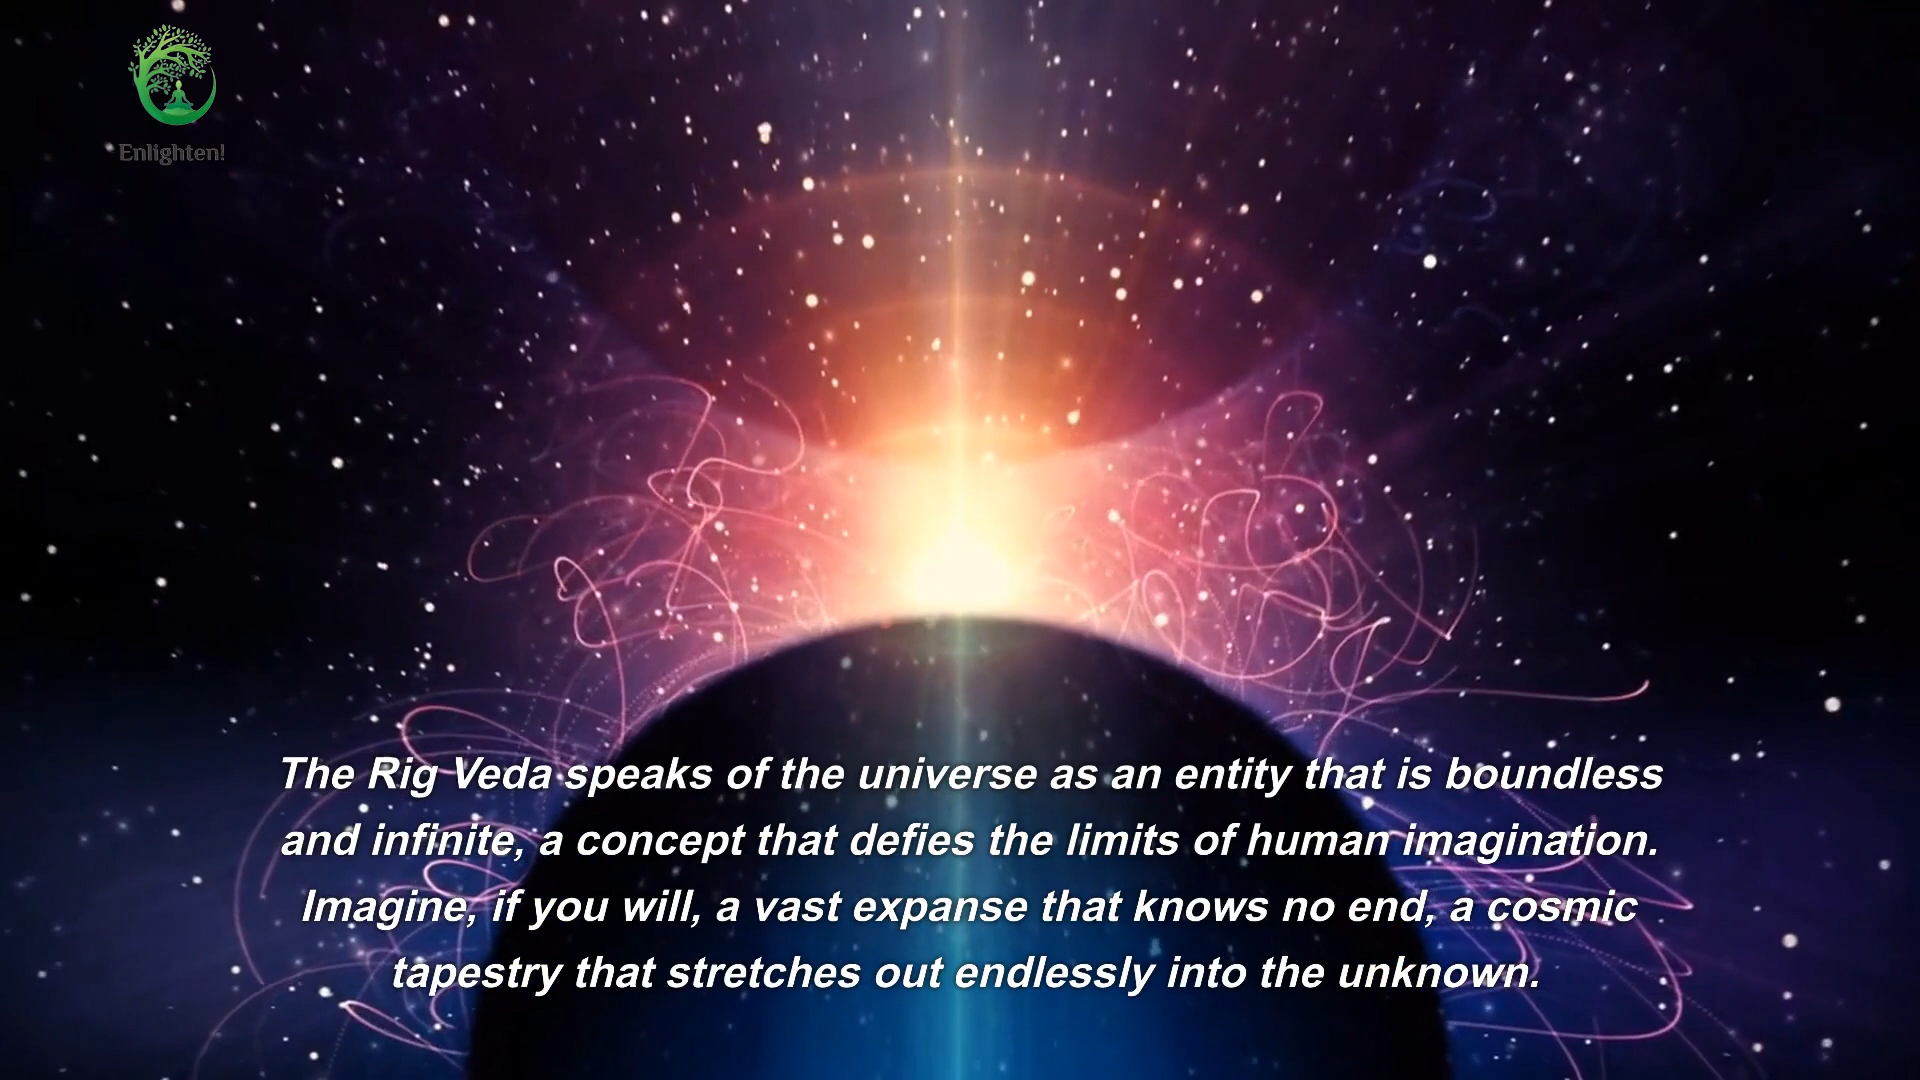 Enlighten!
The Rig Veda speaks of the universe as an entity that is boundless
and infinite, a concept that defies the limits of human imagination.
Imagine, if you will, a vast expanse that knows no end, a cosmic
tapestry that stretches out endlessly into the unknown.